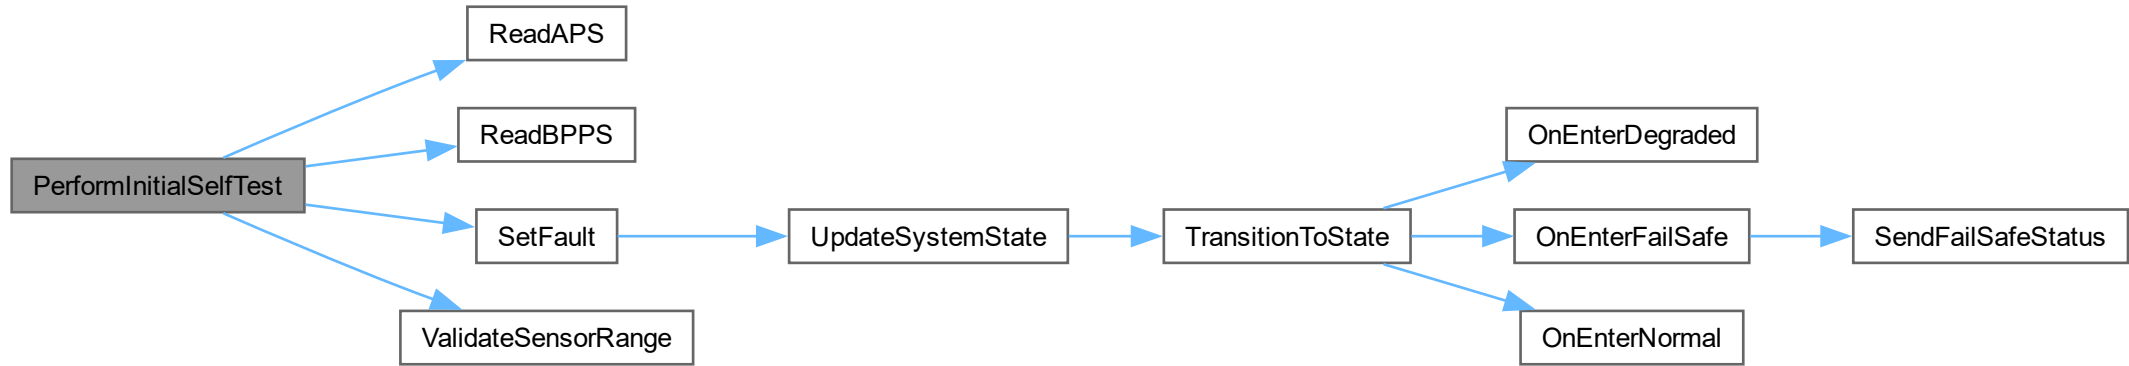 ReadAPS
ReadBPPS
PerformInitialSelfTest
SetFault
ValidateSensorRange
UpdateSystemState
TransitionToState
OnEnterDegraded
OnEnterFailSafe
OnEnterNormal
SendFailSafeStatus